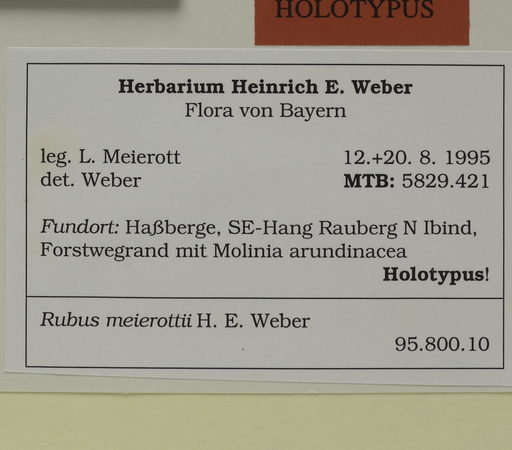 HOLOTYPUS
Herbarium Heinrich E. Weber
Flora von Bayern
leg. L. Meierott 12.+20. 8. 1995
det. Weber MTB: 5829.421
Fundort: Haßberge, SE-Hang Rauberg N Ibind,
Forstwegrand mit Molinia arundinacea
Holotypus!
Rubus meierottii H. E. Weber
95.800.10